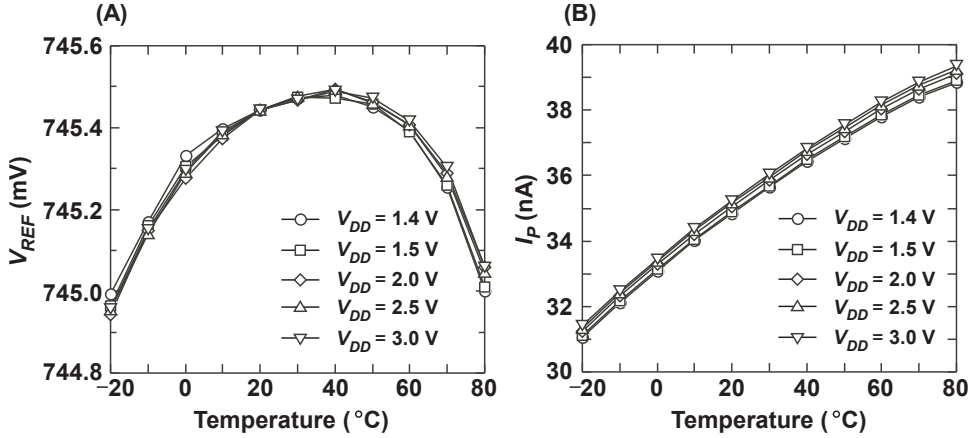 (A)
745.6
745.4
745.2
745.0
744.8
V_REF (mV)
V_DD = 1.4 V
V_DD = 1.5 V
V_DD = 2.0 V
V_DD = 2.5 V
V_DD = 3.0 V
−20 0 20 40 60 80
Temperature (°C)
(B)
40
38
36
34
32
30
I_P (nA)
V_DD = 1.4 V
V_DD = 1.5 V
V_DD = 2.0 V
V_DD = 2.5 V
V_DD = 3.0 V
−20 0 20 40 60 80
Temperature (°C)